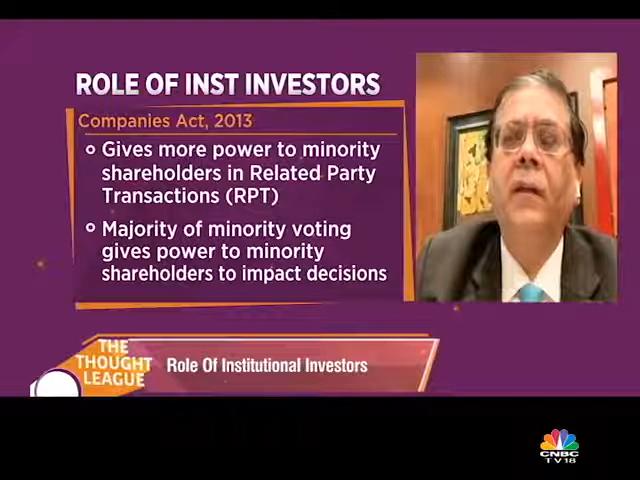 ROLE OF INST INVESTORS
Companies Act, 2013
Gives more power to minority
shareholders in Related Party
Transactions (RPT)
Majority of minority voting
gives power to minority
shareholders to impact decisions
THE
THOUGHT
LEAGUE
Role Of Institutional Investors
CNBC
TV18